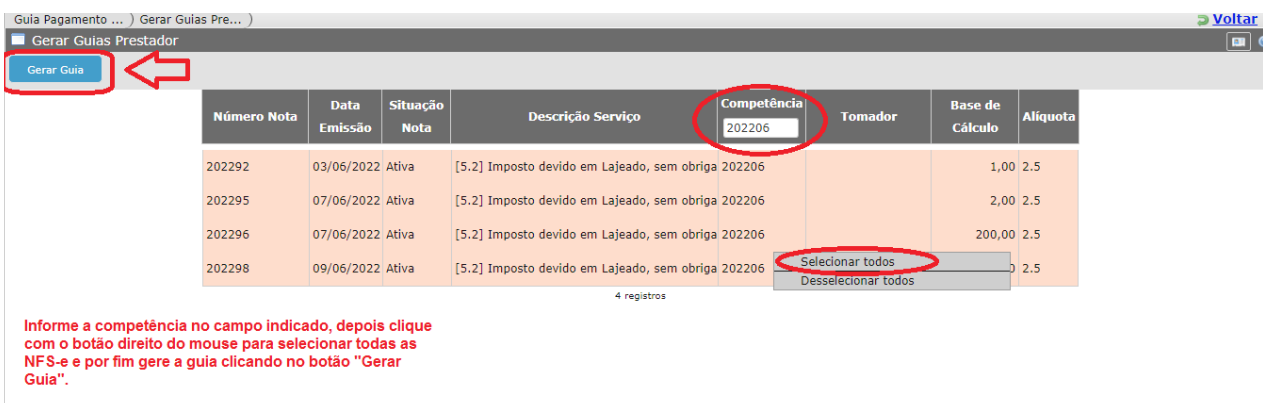 Guia Pagamento ... ) Gerar Guias Pre... )
Voltar
Gerar Guias Prestador
Gerar Guia
Número Nota Data Emissão Situação Nota Descrição Serviço Competência 202206 Tomador Base de Cálculo Alíquota
202292 03/06/2022 Ativa [5.2] Imposto devido em Lajeado, sem obriga 202206 1,00 2.5
202295 07/06/2022 Ativa [5.2] Imposto devido em Lajeado, sem obriga 202206 2,00 2.5
202296 07/06/2022 Ativa [5.2] Imposto devido em Lajeado, sem obriga 202206 200,00 2.5
202298 09/06/2022 Ativa [5.2] Imposto devido em Lajeado, sem obriga 202206 2.5
Selecionar todos
Desselecionar todos
4 registros
Informe a competência no campo indicado, depois clique
com o botão direito do mouse para selecionar todas as
NFS-e e por fim gere a guia clicando no botão "Gerar
Guia".